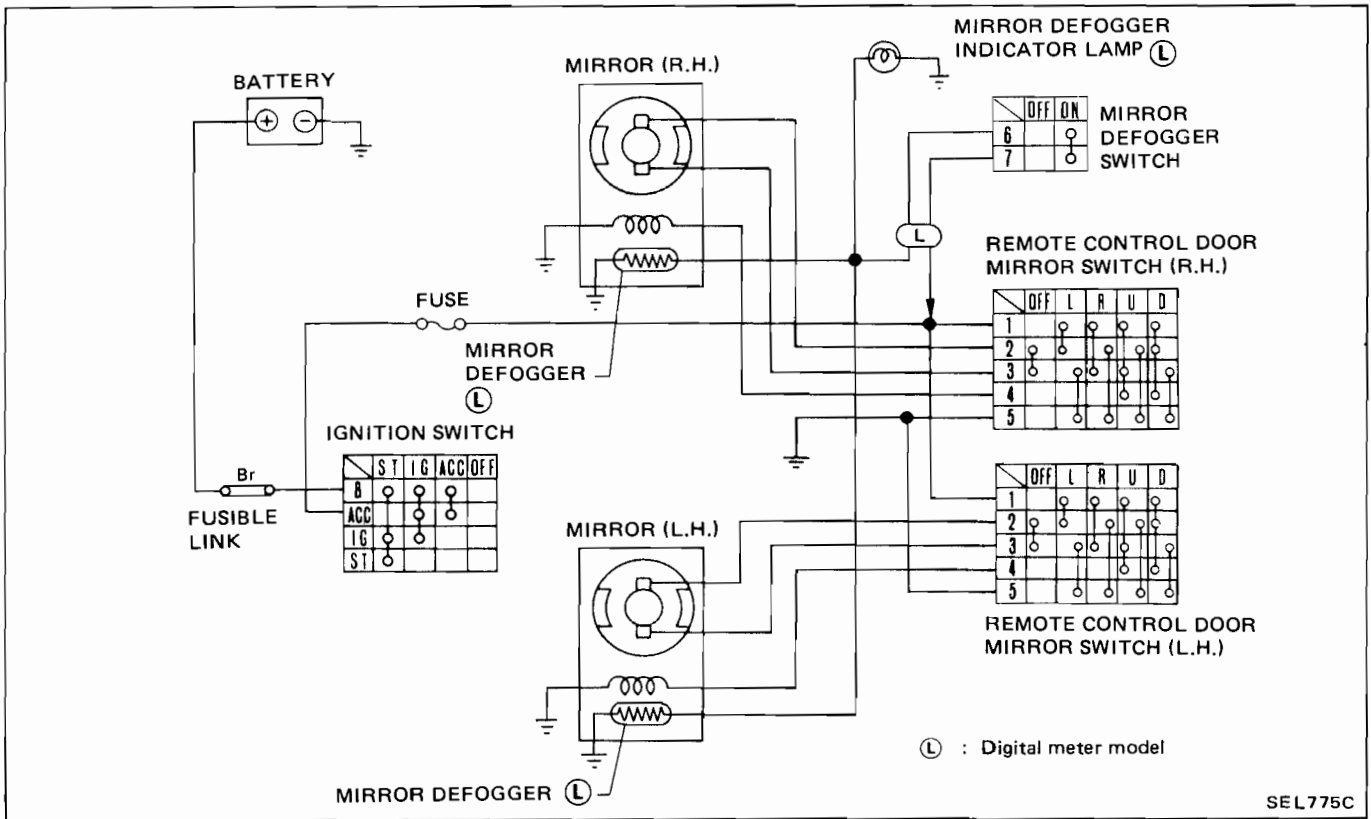 MIRROR DEFOGGER
INDICATOR LAMP Ⓛ
BATTERY
+ −
MIRROR (R.H.)
OFF ON
6
7
MIRROR
DEFOGGER
SWITCH
L
REMOTE CONTROL DOOR
MIRROR SWITCH (R.H.)
OFF L R U D
1
2
3
4
5
FUSE
MIRROR
DEFOGGER
Ⓛ
IGNITION SWITCH
ST IG ACC OFF
B
ACC
IG
ST
Br
FUSIBLE
LINK
MIRROR (L.H.)
OFF L R U D
1
2
3
4
5
REMOTE CONTROL DOOR
MIRROR SWITCH (L.H.)
Ⓛ : Digital meter model
MIRROR DEFOGGER Ⓛ
SEL775C